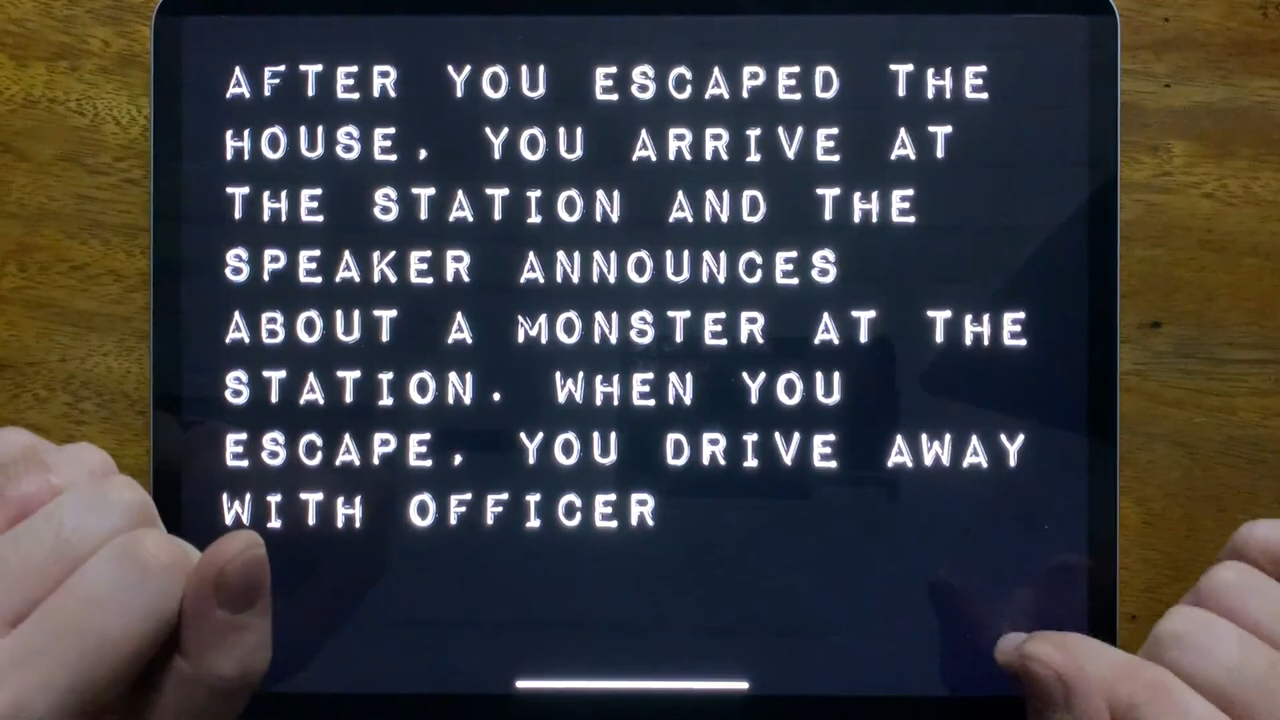 AFTER YOU ESCAPED THE
HOUSE, YOU ARRIVE AT
THE STATION AND THE
SPEAKER ANNOUNCES
ABOUT A MONSTER AT THE
STATION. WHEN YOU
ESCAPE, YOU DRIVE AWAY
WITH OFFICER